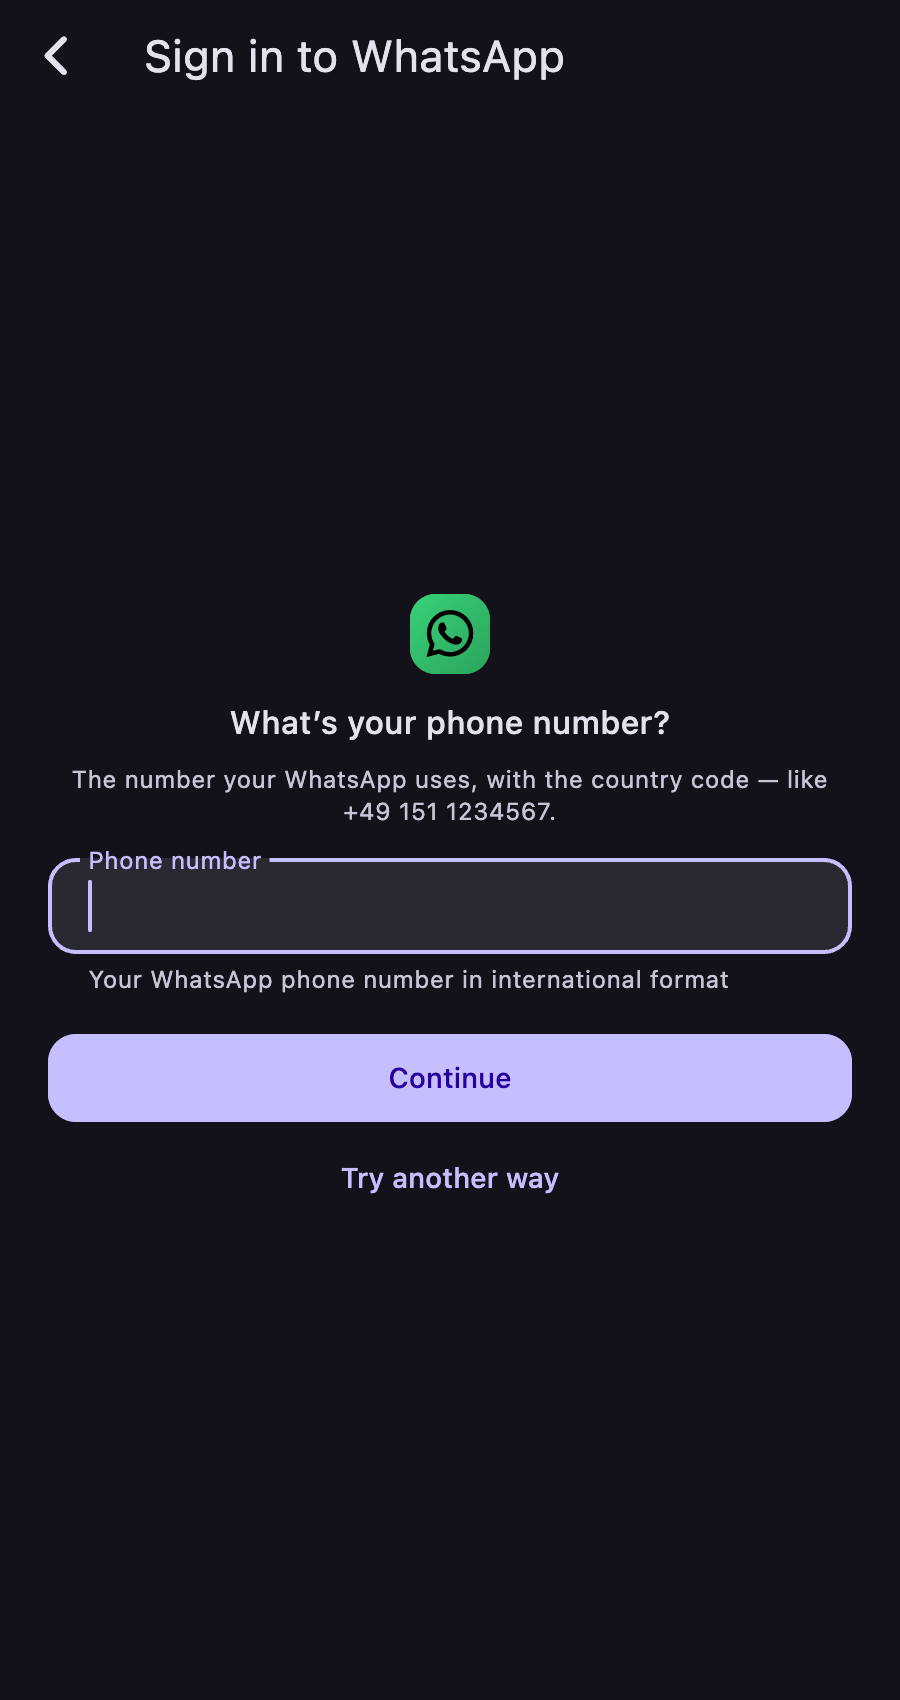 Sign in to WhatsApp
What’s your phone number?
The number your WhatsApp uses, with the country code — like
+49 151 1234567.
Phone number
Your WhatsApp phone number in international format
Continue
Try another way